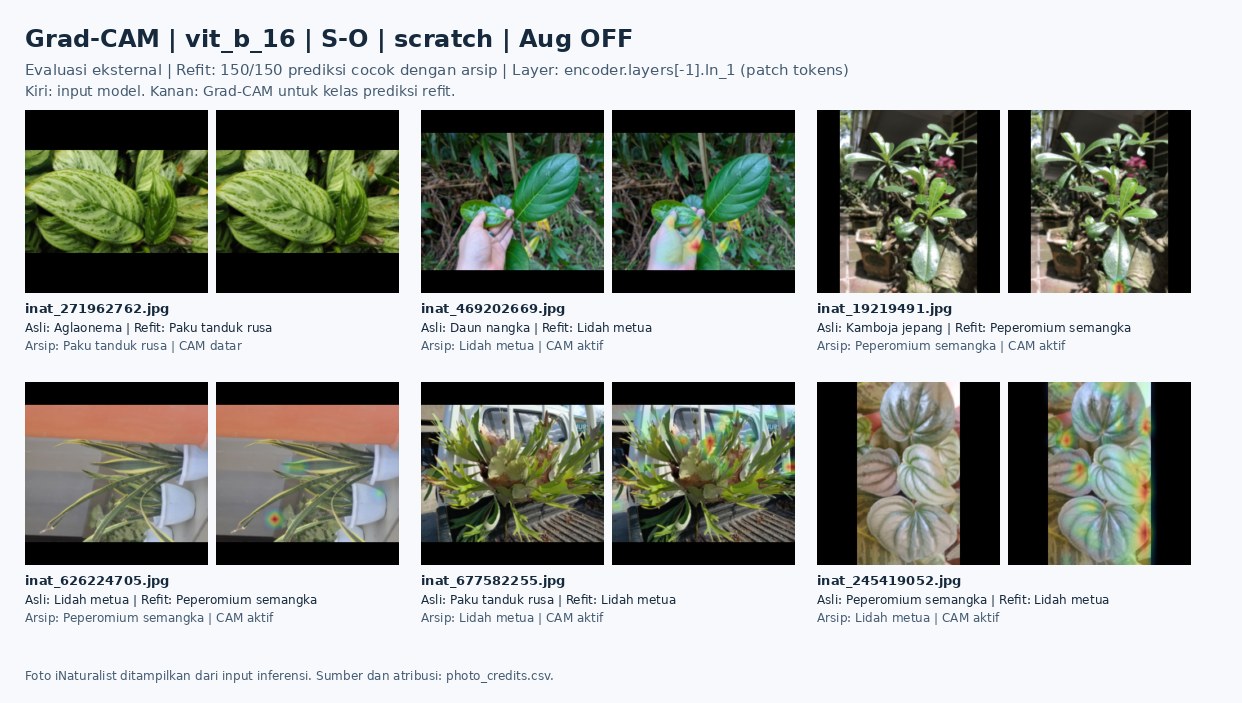 Grad-CAM | vit_b_16 | S-O | scratch | Aug OFF
Evaluasi eksternal | Refit: 150/150 prediksi cocok dengan arsip | Layer: encoder.layers[-1].ln_1 (patch tokens)
Kiri: input model. Kanan: Grad-CAM untuk kelas prediksi refit.
inat_271962762.jpg
Asli: Aglaonema | Refit: Paku tanduk rusa
Arsip: Paku tanduk rusa | CAM datar
inat_469202669.jpg
Asli: Daun nangka | Refit: Lidah metua
Arsip: Lidah metua | CAM aktif
inat_19219491.jpg
Asli: Kamboja jepang | Refit: Peperomium semangka
Arsip: Peperomium semangka | CAM aktif
inat_626224705.jpg
Asli: Lidah metua | Refit: Peperomium semangka
Arsip: Peperomium semangka | CAM aktif
inat_677582255.jpg
Asli: Paku tanduk rusa | Refit: Lidah metua
Arsip: Lidah metua | CAM aktif
inat_245419052.jpg
Asli: Peperomium semangka | Refit: Lidah metua
Arsip: Lidah metua | CAM aktif
Foto iNaturalist ditampilkan dari input inferensi. Sumber dan atribusi: photo_credits.csv.